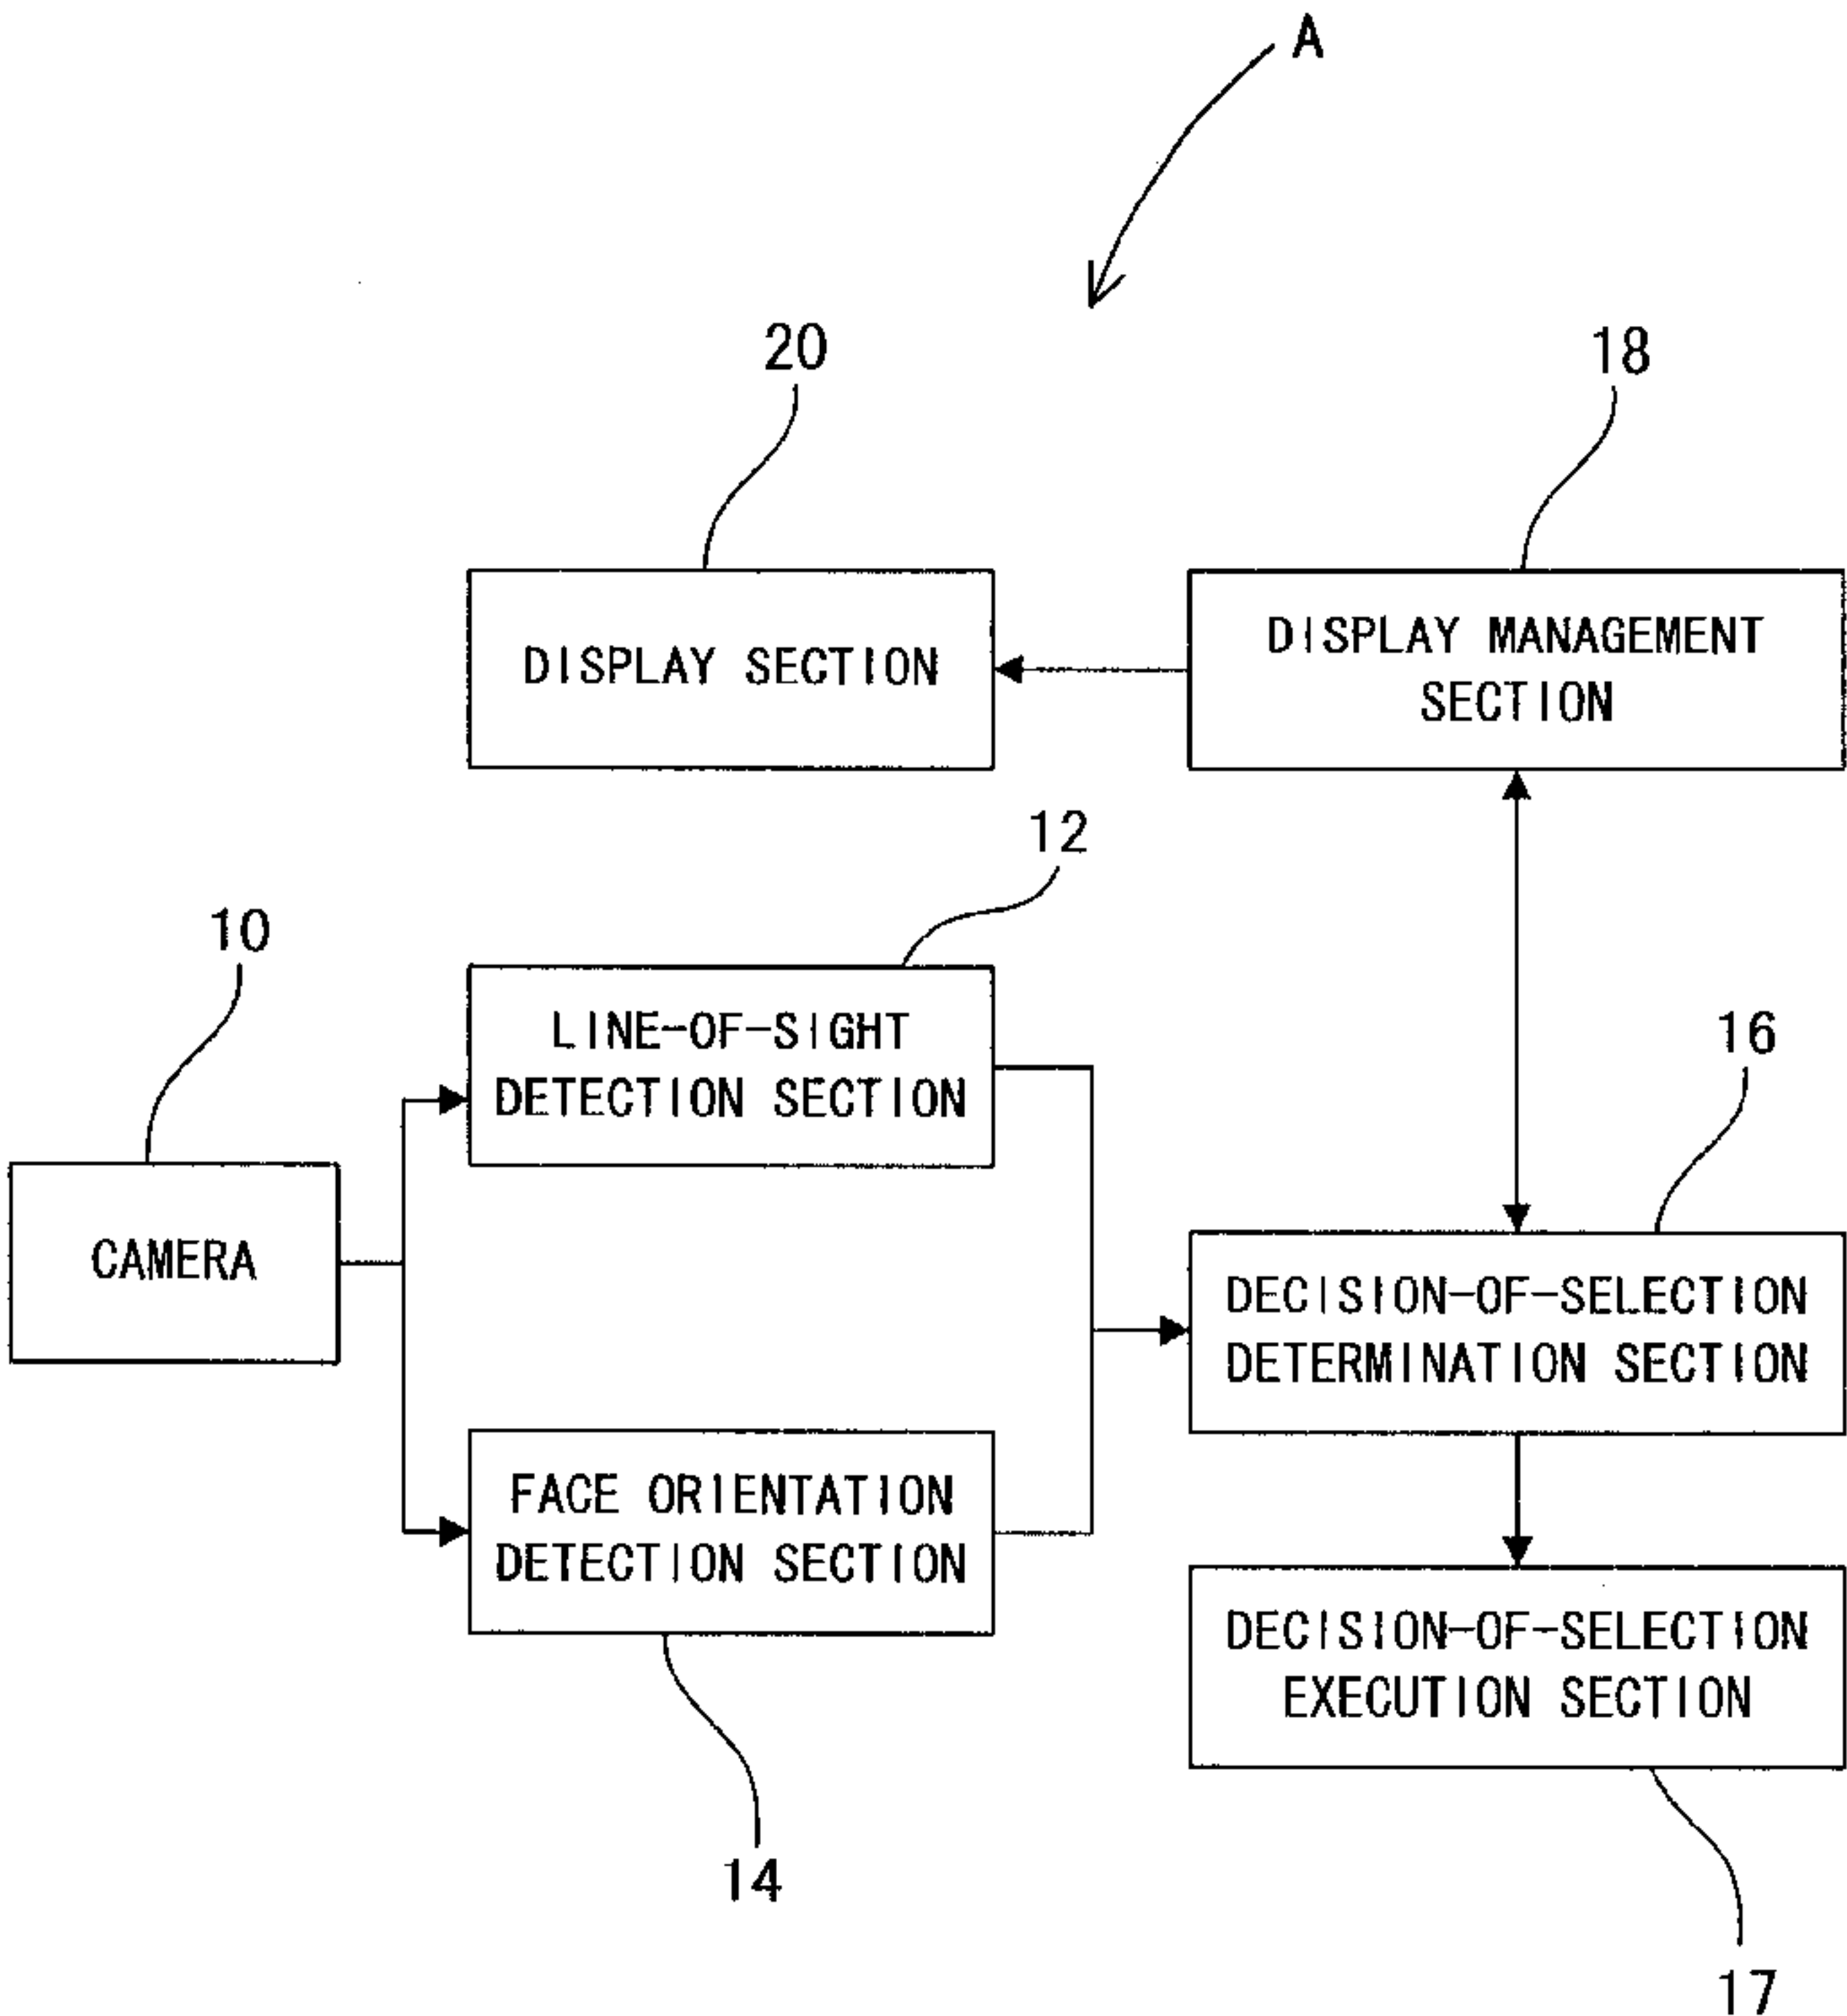 A
20
18
DISPLAY SECTION
DISPLAY MANAGEMENT
SECTION
12
10
LINE-OF-SIGHT
DETECTION SECTION
16
CAMERA
DECISION-OF-SELECTION
DETERMINATION SECTION
FACE ORIENTATION
DETECTION SECTION
DECISION-OF-SELECTION
EXECUTION SECTION
14
17